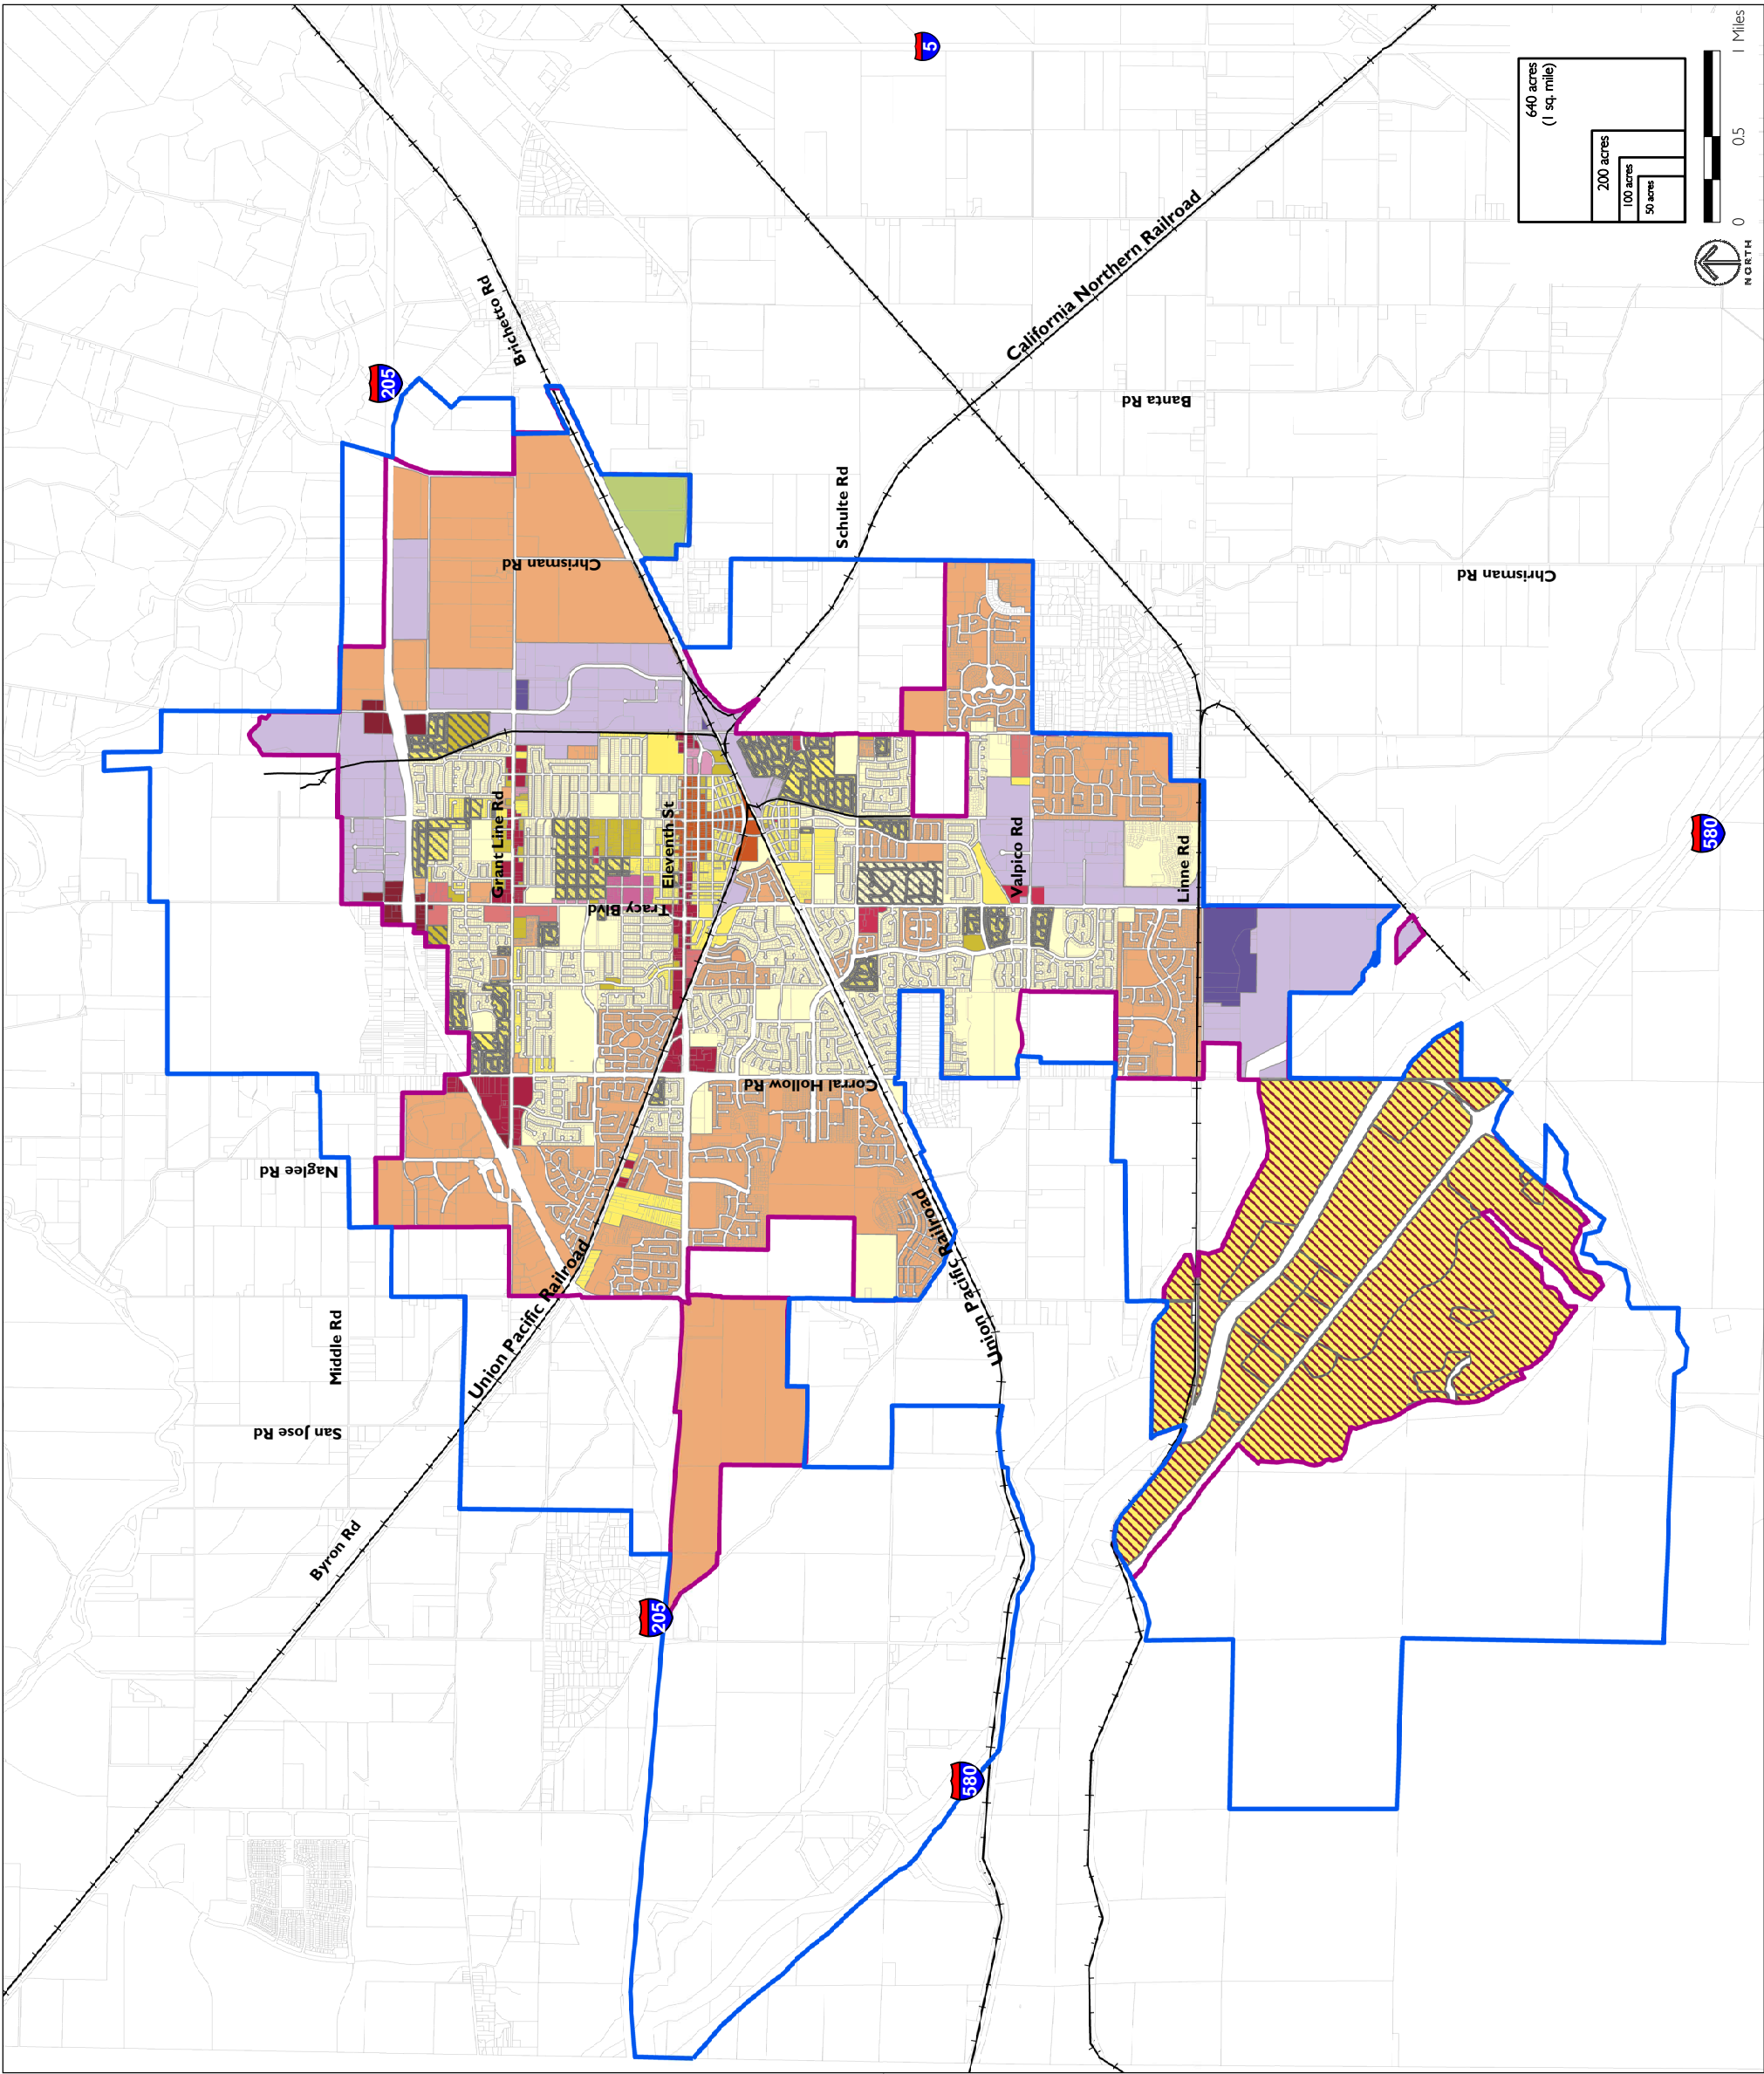 5
640 acres
(1 sq. mile)
200 acres
100 acres
50 acres
0
0.5
1 Miles
NORTH
California Northern Railroad
Brichetto Rd
205
Banta Rd
Schulte Rd
Chrisman Rd
Chrisman Rd
Grant Line Rd
Eleventh St
Tracy Blvd
Valpico Rd
Linne Rd
580
Corral Hollow Rd
Naglee Rd
Union Pacific Railroad
Union Pacific Railroad
Middle Rd
San Jose Rd
Byron Rd
205
580